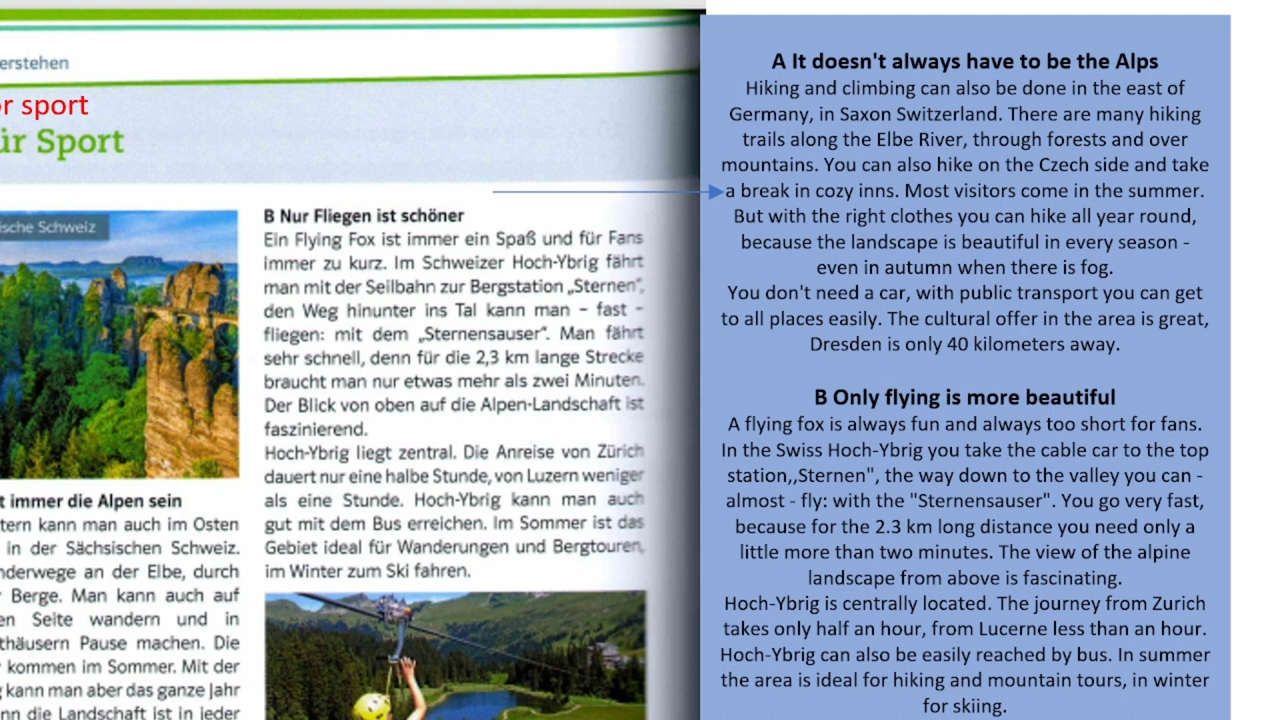 erstehen
or sport
ür Sport
ische Schweiz
t immer die Alpen sein
tern kann man auch im Osten
in der Sächsischen Schweiz.
nderwege an der Elbe, durch
Berge. Man kann auch auf
en Seite wandern und in
thäusern Pause machen. Die
kommen im Sommer. Mit der
kann man aber das ganze Jahr
nn die Landschaft ist in jeder
B Nur Fliegen ist schöner
Ein Flying Fox ist immer ein Spaß und für Fans
immer zu kurz. Im Schweizer Hoch-Ybrig fährt
man mit der Seilbahn zur Bergstation „Sternen",
den Weg hinunter ins Tal kann man – fast –
fliegen: mit dem „Sternensauser". Man fährt
sehr schnell, denn für die 2,3 km lange Strecke
braucht man nur etwas mehr als zwei Minuten.
Der Blick von oben auf die Alpen-Landschaft ist
faszinierend.
Hoch-Ybrig liegt zentral. Die Anreise von Zürich
dauert nur eine halbe Stunde, von Luzern weniger
als eine Stunde. Hoch-Ybrig kann man auch
gut mit dem Bus erreichen. Im Sommer ist das
Gebiet ideal für Wanderungen und Bergtouren,
im Winter zum Ski fahren.
A It doesn't always have to be the Alps
Hiking and climbing can also be done in the east of
Germany, in Saxon Switzerland. There are many hiking
trails along the Elbe River, through forests and over
mountains. You can also hike on the Czech side and take
a break in cozy inns. Most visitors come in the summer.
But with the right clothes you can hike all year round,
because the landscape is beautiful in every season -
even in autumn when there is fog.
You don't need a car, with public transport you can get
to all places easily. The cultural offer in the area is great,
Dresden is only 40 kilometers away.
B Only flying is more beautiful
A flying fox is always fun and always too short for fans.
In the Swiss Hoch-Ybrig you take the cable car to the top
station,,Sternen", the way down to the valley you can -
almost - fly: with the "Sternensauser". You go very fast,
because for the 2.3 km long distance you need only a
little more than two minutes. The view of the alpine
landscape from above is fascinating.
Hoch-Ybrig is centrally located. The journey from Zurich
takes only half an hour, from Lucerne less than an hour.
Hoch-Ybrig can also be easily reached by bus. In summer
the area is ideal for hiking and mountain tours, in winter
for skiing.